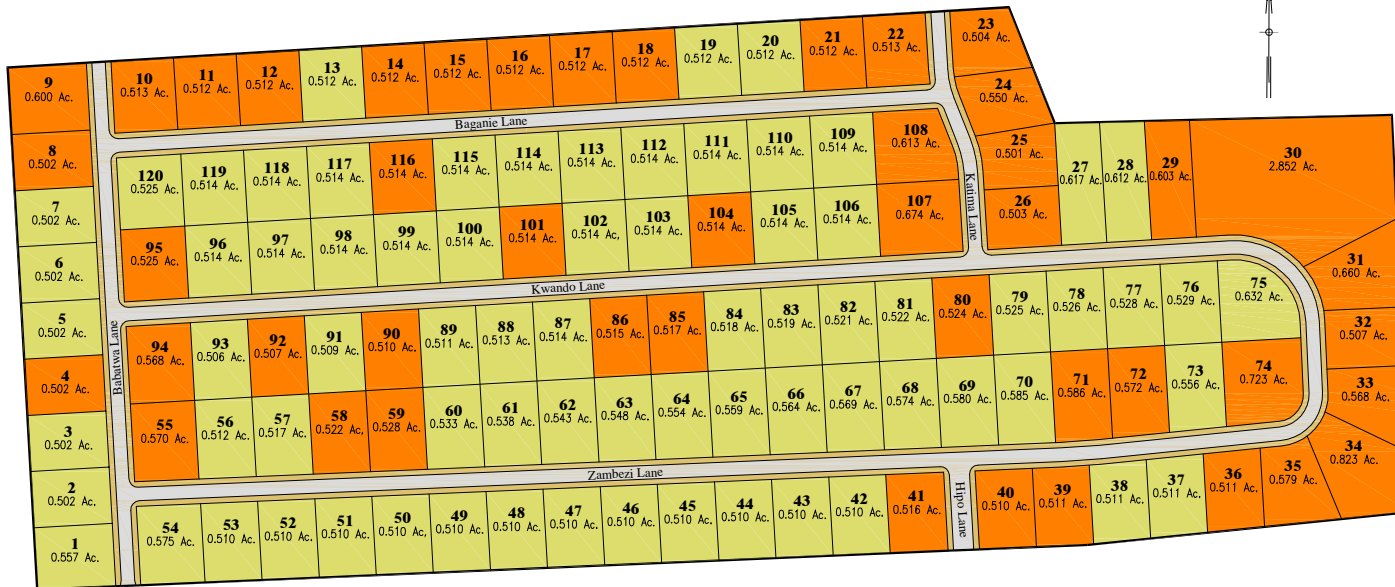 9
0.600 Ac.
10
0.513 Ac.
11
0.512 Ac.
12
0.512 Ac.
13
0.512 Ac.
14
0.512 Ac.
15
0.512 Ac.
16
0.512 Ac.
17
0.512 Ac.
18
0.512 Ac.
19
0.512 Ac.
20
0.512 Ac.
21
0.512 Ac.
22
0.513 Ac.
23
0.504 Ac.
24
0.550 Ac.
25
0.501 Ac.
26
0.503 Ac.
27
0.617 Ac.
28
0.612 Ac.
29
0.603 Ac.
30
2.852 Ac.
31
0.660 Ac.
32
0.507 Ac.
33
0.568 Ac.
34
0.823 Ac.
8
0.502 Ac.
7
0.502 Ac.
6
0.502 Ac.
5
0.502 Ac.
4
0.502 Ac.
3
0.502 Ac.
2
0.502 Ac.
1
0.557 Ac.
Babatwa Lane
Baganie Lane
Katima Lane
120
0.525 Ac.
119
0.514 Ac.
118
0.514 Ac.
117
0.514 Ac.
116
0.514 Ac.
115
0.514 Ac.
114
0.514 Ac.
113
0.514 Ac.
112
0.514 Ac.
111
0.514 Ac.
110
0.514 Ac.
109
0.514 Ac.
108
0.613 Ac.
95
0.525 Ac.
96
0.514 Ac.
97
0.514 Ac.
98
0.514 Ac.
99
0.514 Ac.
100
0.514 Ac.
101
0.514 Ac.
102
0.514 Ac,
103
0.514 Ac.
104
0.514 Ac.
105
0.514 Ac.
106
0.514 Ac.
107
0.674 Ac,
Kwando Lane
94
0.568 Ac.
93
0.506 Ac.
92
0.507 Ac.
91
0.509 Ac.
90
0.510 Ac.
89
0.511 Ac.
88
0.513 Ac.
87
0.514 Ac.
86
0.515 Ac.
85
0.517 Ac.
84
0.518 Ac.
83
0.519 Ac.
82
0.521 Ac.
81
0.522 Ac.
80
0.524 Ac.
79
0.525 Ac.
78
0.526 Ac.
77
0.528 Ac.
76
0.529 Ac.
75
0.632 Ac.
55
0.570 Ac.
56
0.512 Ac.
57
0.517 Ac.
58
0.522 Ac,
59
0.528 Ac.
60
0.533 Ac.
61
0.538 Ac.
62
0.543 Ac.
63
0.548 Ac.
64
0.554 Ac.
65
0.559 Ac.
66
0.564 Ac.
67
0.569 Ac.
68
0.574 Ac.
69
0.580 Ac.
70
0.585 Ac.
71
0.586 Ac.
72
0.572 Ac.
73
0.556 Ac.
74
0.723 Ac.
Zambezi Lane
54
0.575 Ac.
53
0.510 Ac.
52
0.510 Ac.
51
0.510 Ac.
50
0.510 Ac,
49
0.510 Ac.
48
0.510 Ac.
47
0.510 Ac.
46
0.510 Ac.
45
0.510 Ac.
44
0.510 Ac.
43
0.510 Ac.
42
0.510 Ac.
41
0.516 Ac.
Hipo Lane
40
0.511 Ac.
39
0.511 Ac.
38
0.511 Ac.
37
0.511 Ac.
36
0.511 Ac.
35
0.579 Ac.